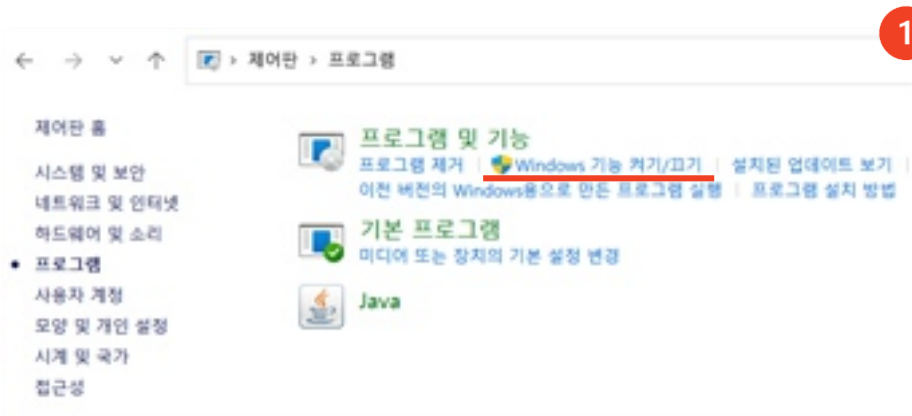 1
제어판 > 프로그램
제어판 홈
시스템 및 보안
네트워크 및 인터넷
하드웨어 및 소리
프로그램
사용자 계정
모양 및 개인 설정
시계 및 국가
접근성
프로그램 및 기능
프로그램 제거 | Windows 기능 켜기/끄기 | 설치된 업데이트 보기 |
이전 버전의 Windows용으로 만든 프로그램 실행 | 프로그램 설치 방법
기본 프로그램
미디어 또는 장치의 기본 설정 변경
Java